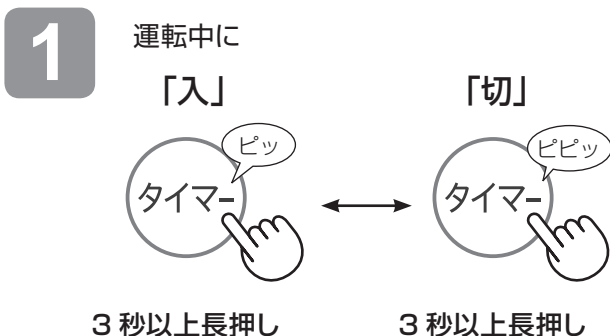 1
運転中に
「入」
「切」
ピッ
ピピッ
タイマー
タイマー
3秒以上長押し
3秒以上長押し